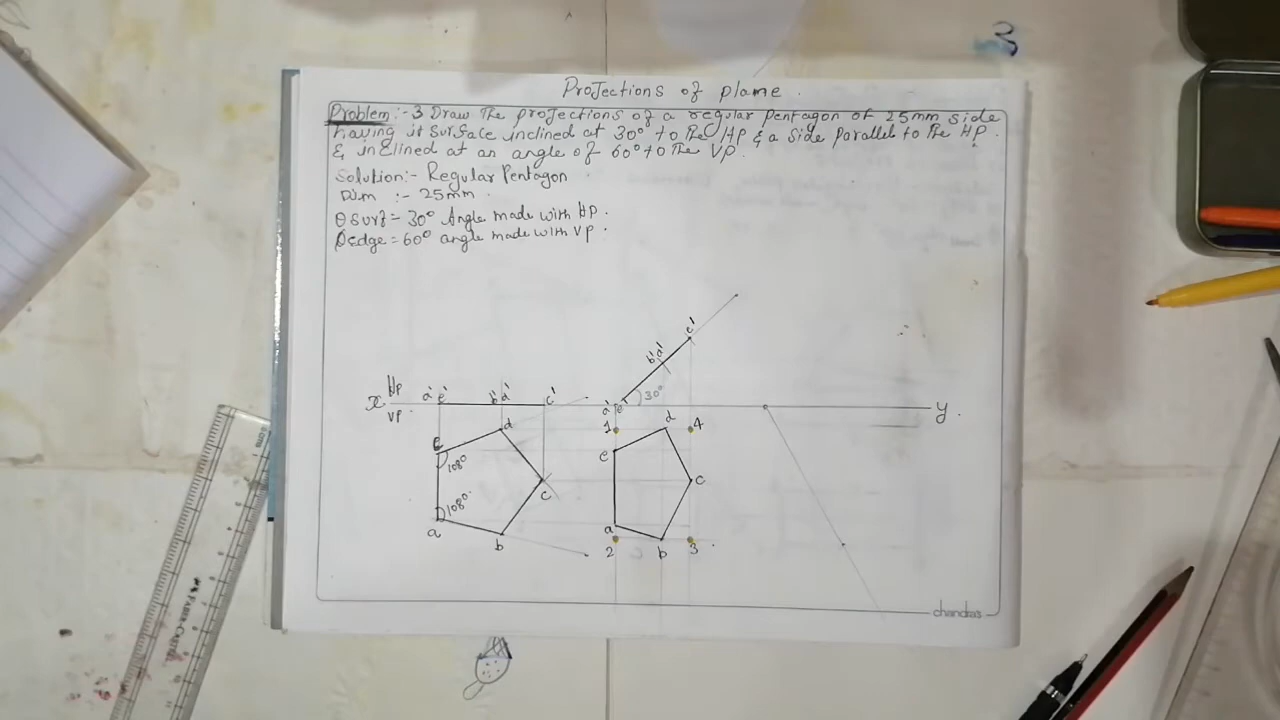 3
Projections of plane.
Problem:- 3 Draw The projections of a regular Pentagon of 25mm side
having it Surface inclined at 30° to the HP & a side parallel to the HP
& inclined at an angle of 60° to the VP.
Solution:- Regular Pentagon
Dim :- 25mm.
θ Surf = 30° Angle made with HP.
Φ edge = 60° angle made with VP.
c'
b'd'
30°
x HP a'e' b'd' c' a'e' y.
VP
1 d 4
E d e
108° c
c
108° a
a b 2 b 3
chandras